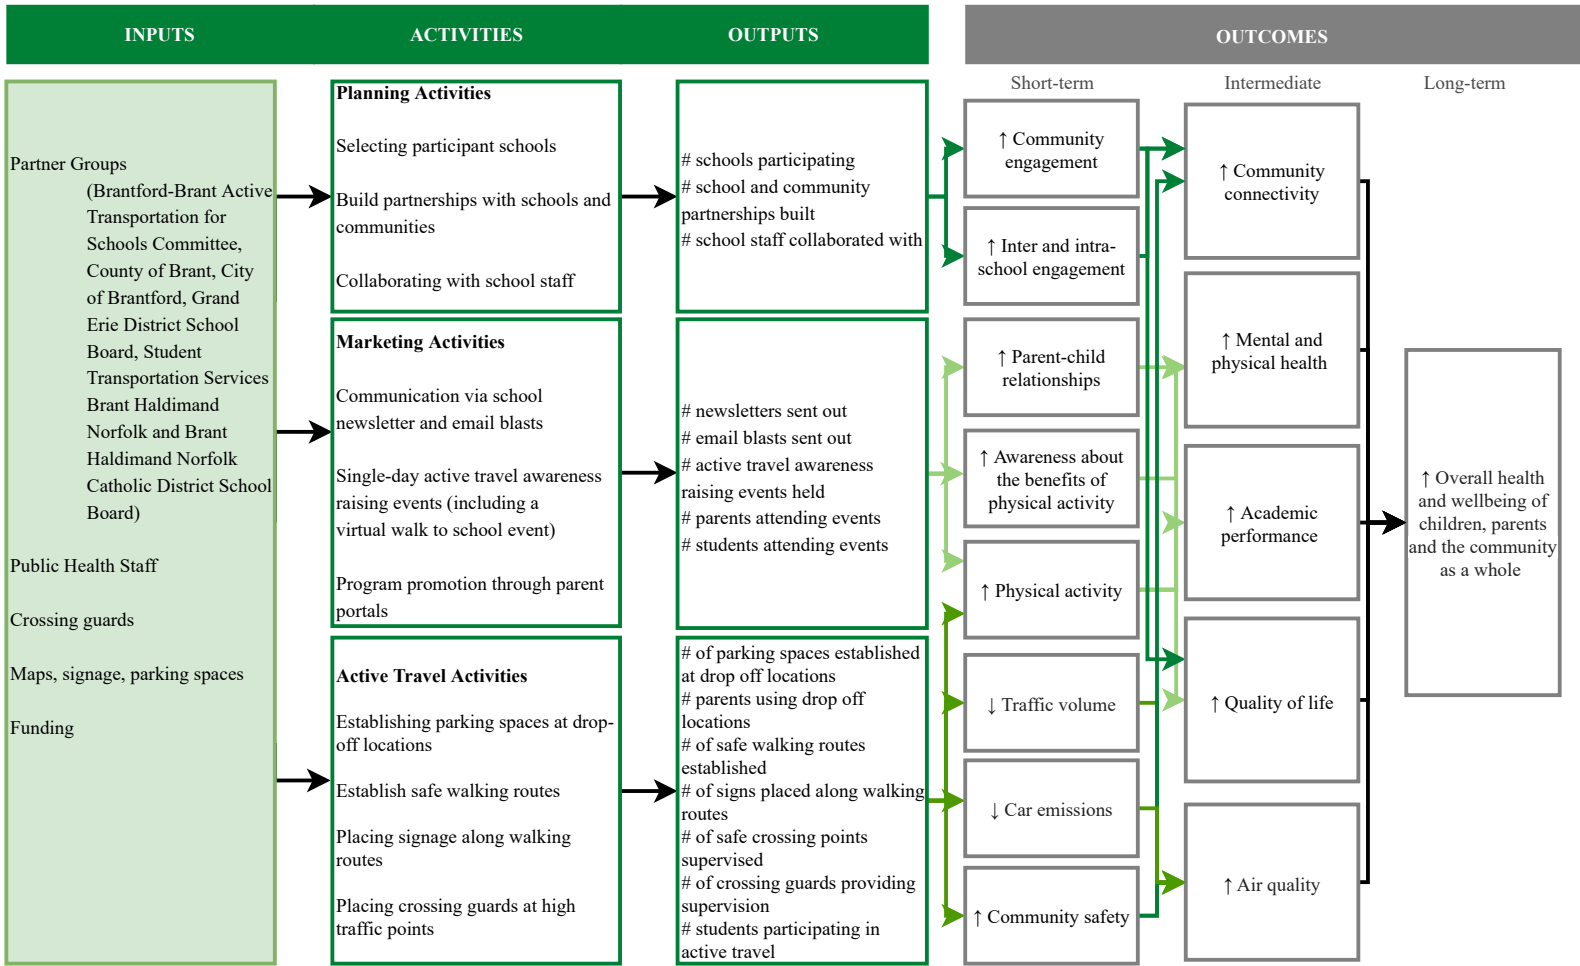 INPUTS
ACTIVITIES
OUTPUTS
OUTCOMES
Short-term
Intermediate
Long-term
Partner Groups
(Brantford-Brant Active
Transportation for
Schools Committee,
County of Brant, City
of Brantford, Grand
Erie District School
Board, Student
Transportation Services
Brant Haldimand
Norfolk and Brant
Haldimand Norfolk
Catholic District School
Board)
Public Health Staff
Crossing guards
Maps, signage, parking spaces
Funding
Planning Activities
Selecting participant schools
Build partnerships with schools and
communities
Collaborating with school staff
Marketing Activities
Communication via school
newsletter and email blasts
Single-day active travel awareness
raising events (including a
virtual walk to school event)
Program promotion through parent
portals
Active Travel Activities
Establishing parking spaces at drop-
off locations
Establish safe walking routes
Placing signage along walking
routes
Placing crossing guards at high
traffic points
# schools participating
# school and community
partnerships built
# school staff collaborated with
# newsletters sent out
# email blasts sent out
# active travel awareness
raising events held
# parents attending events
# students attending events
# of parking spaces established
at drop off locations
# parents using drop off
locations
# of safe walking routes
established
# of signs placed along walking
routes
# of safe crossing points
supervised
# of crossing guards providing
supervision
# students participating in
active travel
↑ Community
engagement
↑ Inter and intra-
school engagement
↑ Parent-child
relationships
↑ Awareness about
the benefits of
physical activity
↑ Physical activity
↓ Traffic volume
↓ Car emissions
↑ Community safety
↑ Community
connectivity
↑ Mental and
physical health
↑ Academic
performance
↑ Quality of life
↑ Air quality
↑ Overall health
and wellbeing of
children, parents
and the community
as a whole